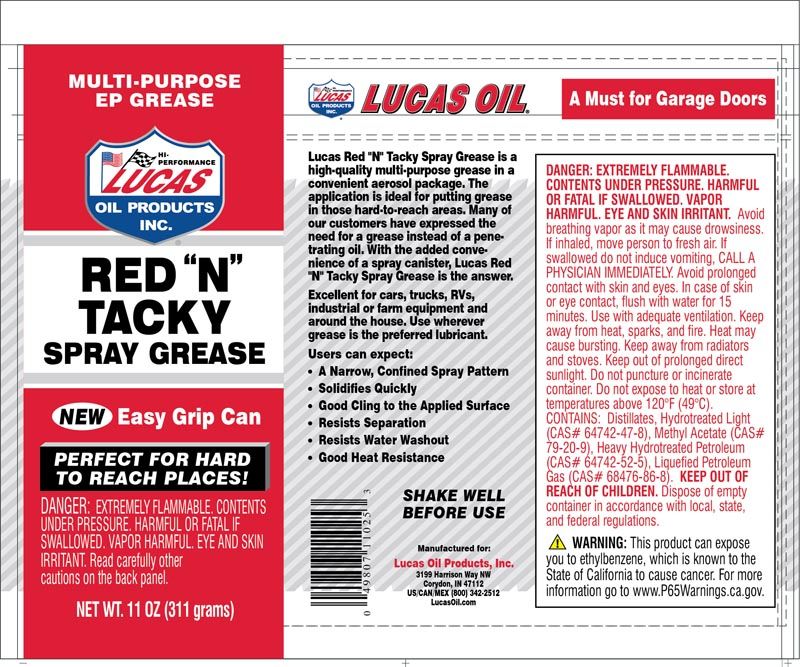 MULTI-PURPOSE
EP GREASE
HI-
PERFORMANCE
LUCAS
OIL PRODUCTS
INC.
RED "N"
TACKY
SPRAY GREASE
NEW Easy Grip Can
PERFECT FOR HARD
TO REACH PLACES!
DANGER: EXTREMELY FLAMMABLE. CONTENTS
UNDER PRESSURE. HARMFUL OR FATAL IF
SWALLOWED. VAPOR HARMFUL. EYE AND SKIN
IRRITANT. Read carefully other
cautions on the back panel.
NET WT. 11 OZ (311 grams)
LUCAS
OIL PRODUCTS
INC.
LUCAS OIL
Lucas Red "N" Tacky Spray Grease is a
high-quality multi-purpose grease in a
convenient aerosol package. The
application is ideal for putting grease
in those hard-to-reach areas. Many of
our customers have expressed the
need for a grease instead of a pene-
trating oil. With the added conve-
nience of a spray canister, Lucas Red
"N" Tacky Spray Grease is the answer.
Excellent for cars, trucks, RVs,
industrial or farm equipment and
around the house. Use wherever
grease is the preferred lubricant.
Users can expect:
• A Narrow, Confined Spray Pattern
• Solidifies Quickly
• Good Cling to the Applied Surface
• Resists Separation
• Resists Water Washout
• Good Heat Resistance
0 49807 11025 3
SHAKE WELL
BEFORE USE
Manufactured for:
Lucas Oil Products, Inc.
3199 Harrison Way NW
Corydon, IN 47112
US/CAN/MEX (800) 342-2512
LucasOil.com
A Must for Garage Doors
DANGER: EXTREMELY FLAMMABLE.
CONTENTS UNDER PRESSURE. HARMFUL
OR FATAL IF SWALLOWED. VAPOR
HARMFUL. EYE AND SKIN IRRITANT. Avoid
breathing vapor as it may cause drowsiness.
If inhaled, move person to fresh air. If
swallowed do not induce vomiting, CALL A
PHYSICIAN IMMEDIATELY. Avoid prolonged
contact with skin and eyes. In case of skin
or eye contact, flush with water for 15
minutes. Use with adequate ventilation. Keep
away from heat, sparks, and fire. Heat may
cause bursting. Keep away from radiators
and stoves. Keep out of prolonged direct
sunlight. Do not puncture or incinerate
container. Do not expose to heat or store at
temperatures above 120°F (49°C).
CONTAINS: Distillates, Hydrotreated Light
(CAS# 64742-47-8), Methyl Acetate (CAS#
79-20-9), Heavy Hydrotreated Petroleum
(CAS# 64742-52-5), Liquefied Petroleum
Gas (CAS# 68476-86-8). KEEP OUT OF
REACH OF CHILDREN. Dispose of empty
container in accordance with local, state,
and federal regulations.
WARNING: This product can expose
you to ethylbenzene, which is known to the
State of California to cause cancer. For more
information go to www.P65Warnings.ca.gov.